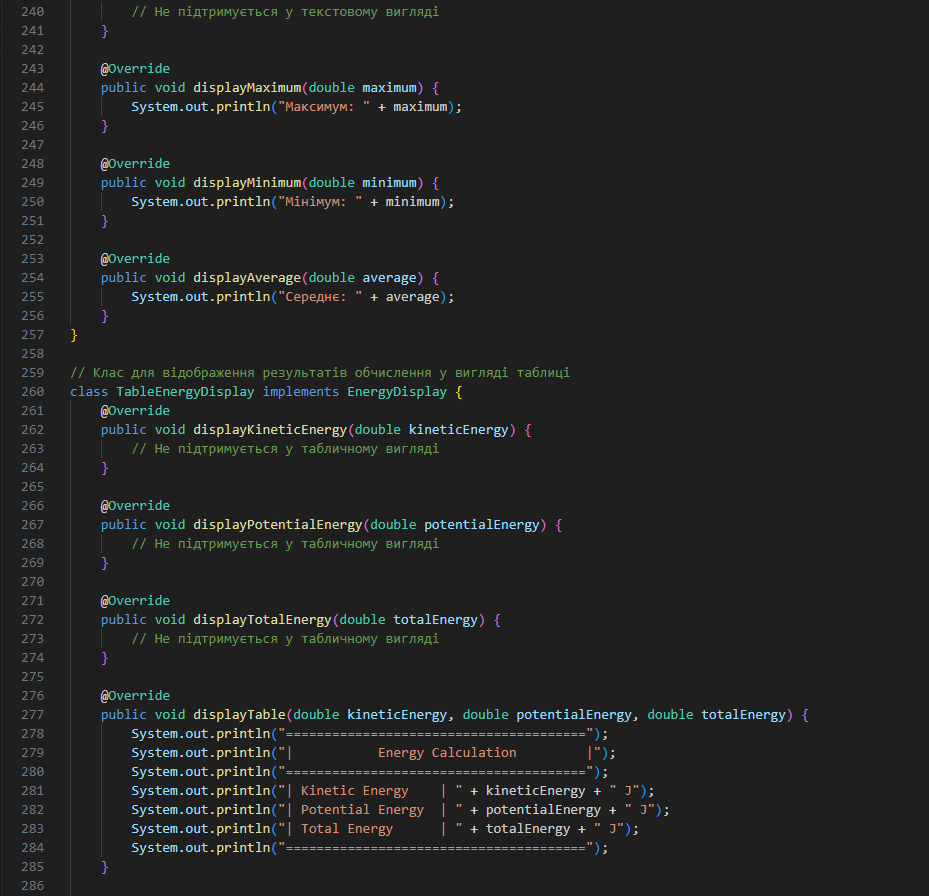 240 // Не підтримується у текстовому вигляді
241 }
242
243 @Override
244 public void displayMaximum(double maximum) {
245 System.out.println("Максимум: " + maximum);
246 }
247
248 @Override
249 public void displayMinimum(double minimum) {
250 System.out.println("Мінімум: " + minimum);
251 }
252
253 @Override
254 public void displayAverage(double average) {
255 System.out.println("Середнє: " + average);
256 }
257 }
258
259 // Клас для відображення результатів обчислення у вигляді таблиці
260 class TableEnergyDisplay implements EnergyDisplay {
261 @Override
262 public void displayKineticEnergy(double kineticEnergy) {
263 // Не підтримується у табличному вигляді
264 }
265
266 @Override
267 public void displayPotentialEnergy(double potentialEnergy) {
268 // Не підтримується у табличному вигляді
269 }
270
271 @Override
272 public void displayTotalEnergy(double totalEnergy) {
273 // Не підтримується у табличному вигляді
274 }
275
276 @Override
277 public void displayTable(double kineticEnergy, double potentialEnergy, double totalEnergy) {
278 System.out.println("=======================================");
279 System.out.println("|           Energy Calculation         |");
280 System.out.println("=======================================");
281 System.out.println("| Kinetic Energy    | " + kineticEnergy + " J");
282 System.out.println("| Potential Energy  | " + potentialEnergy + " J");
283 System.out.println("| Total Energy      | " + totalEnergy + " J");
284 System.out.println("=======================================");
285 }
286